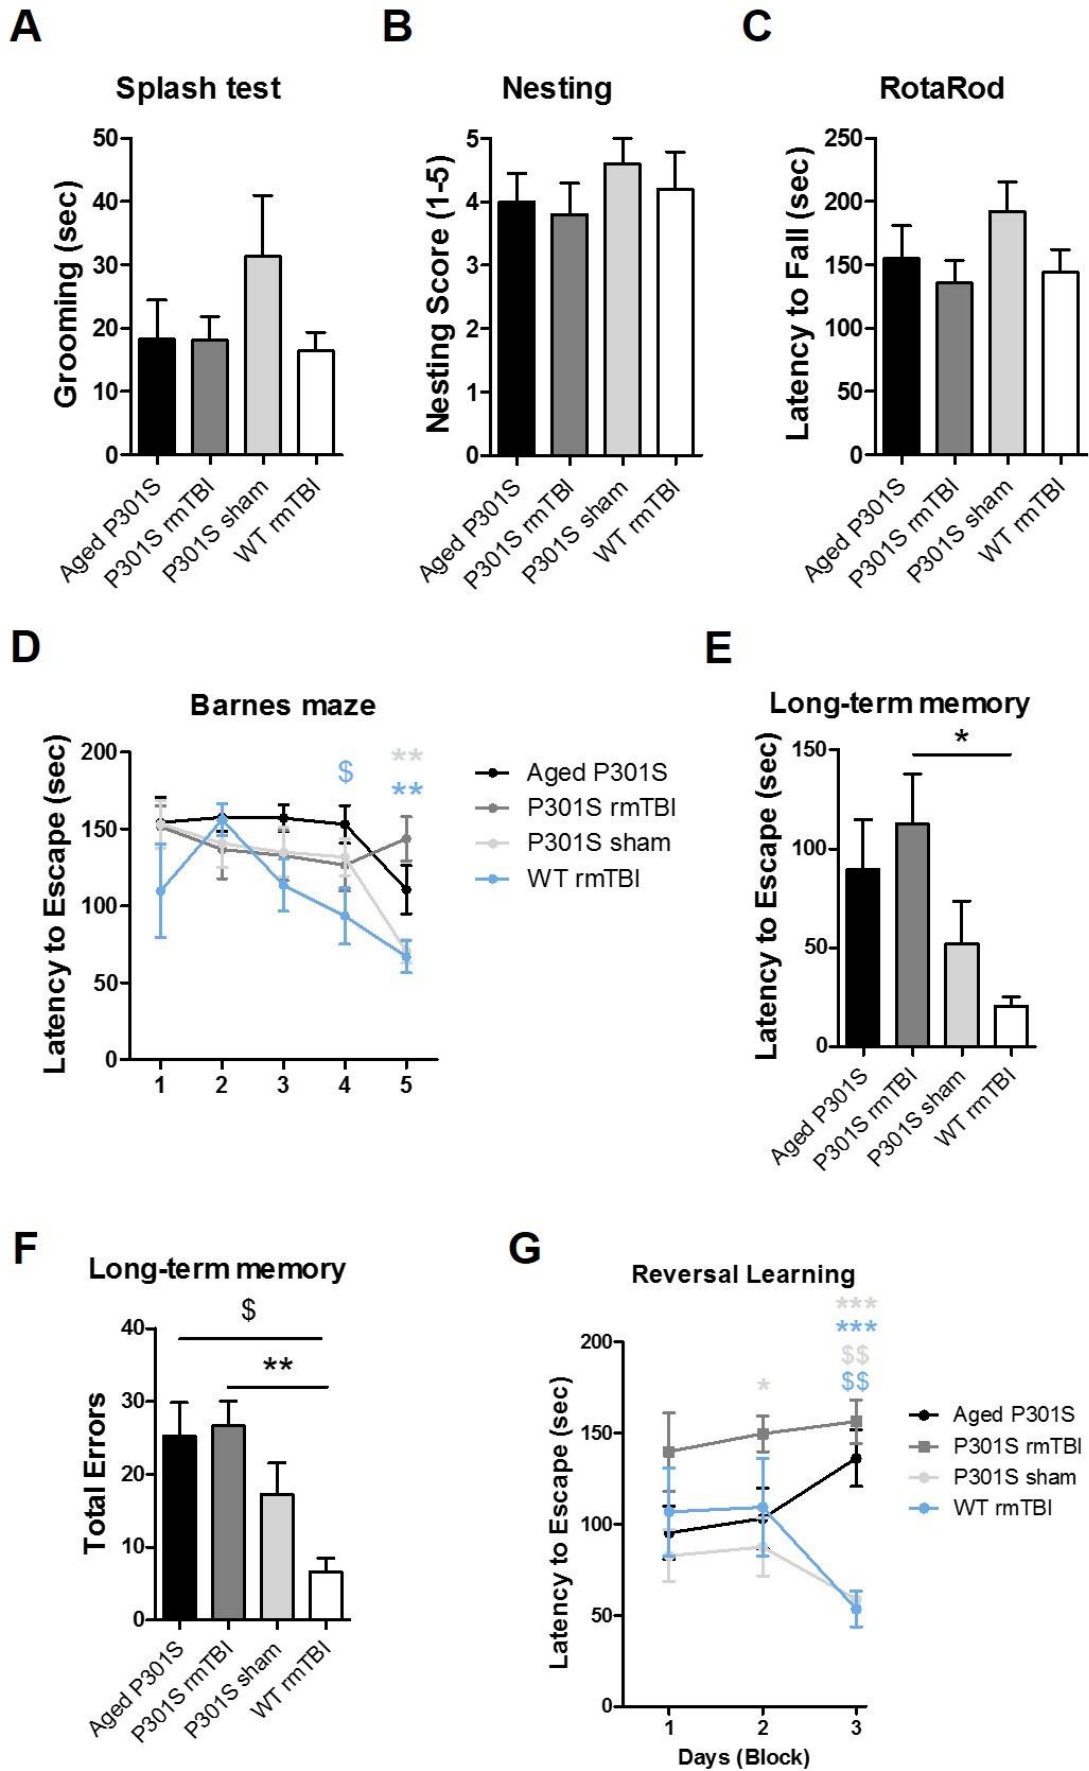 A
B
C
Splash test
Nesting
RotaRod
Grooming (sec)
50
40
30
20
10
0
Aged P301S
P301S rmTBI
P301S sham
WT rmTBI
Nesting Score (1-5)
5
4
3
2
1
0
Aged P301S
P301S rmTBI
P301S sham
WT rmTBI
Latency to Fall (sec)
250
200
150
100
50
0
Aged P301S
P301S rmTBI
P301S sham
WT rmTBI
D
Barnes maze
Latency to Escape (sec)
200
150
100
50
0
$
**
**
1 2 3 4 5
Aged P301S
P301S rmTBI
P301S sham
WT rmTBI
E
Long-term memory
Latency to Escape (sec)
150
100
50
0
*
Aged P301S
P301S rmTBI
P301S sham
WT rmTBI
F
Long-term memory
Total Errors
40
30
20
10
0
$
**
Aged P301S
P301S rmTBI
P301S sham
WT rmTBI
G
Reversal Learning
Latency to Escape (sec)
200
150
100
50
0
*
***
***
$$
$$
1 2 3
Days (Block)
Aged P301S
P301S rmTBI
P301S sham
WT rmTBI